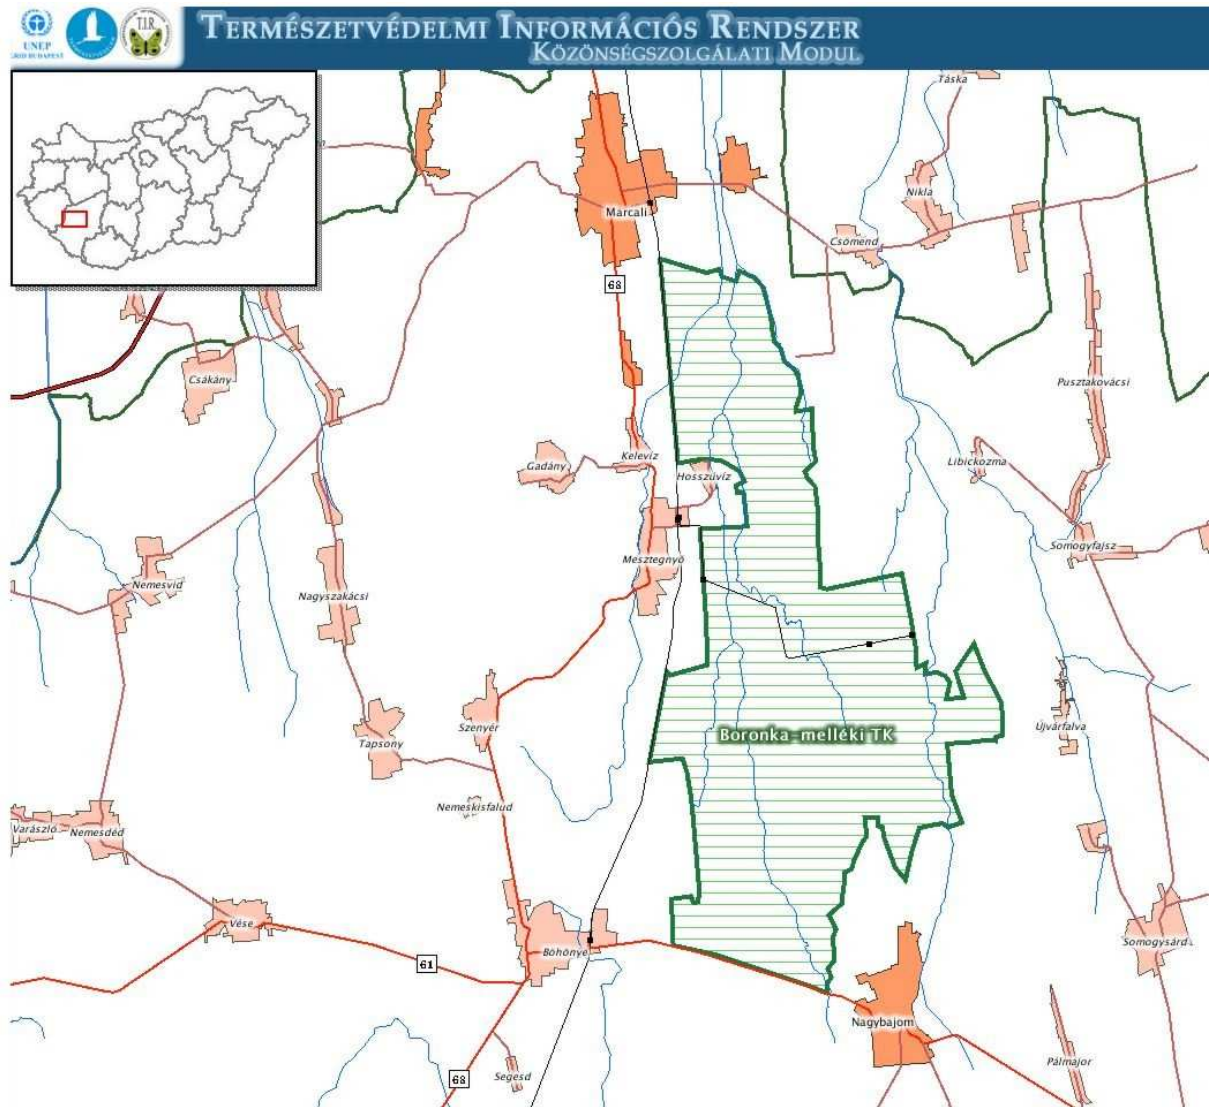 TERMÉSZETVÉDELMI INFORMÁCIÓS RENDSZER
KÖZÖNSÉGSZOLGÁLATI MODUL
UNEP
GRID BUDAPEST
T.I.R.
Táska
Marcali
Nikla
Csömend
68
Csákány
Pusztakovácsi
Kelevíz
Gadány
Hosszúvíz
Libickozma
Mesztegnyő
Somogyfajsz
Nemesvid
Nagyszakácsi
Szenyér
Újvárfalva
Tapsony
Boronka-melléki TK
Nemeskisfalud
Varászló
Nemesdéd
Vése
Böhönye
Somogysárd
61
Nagybajom
Pálmajor
Segesd
68